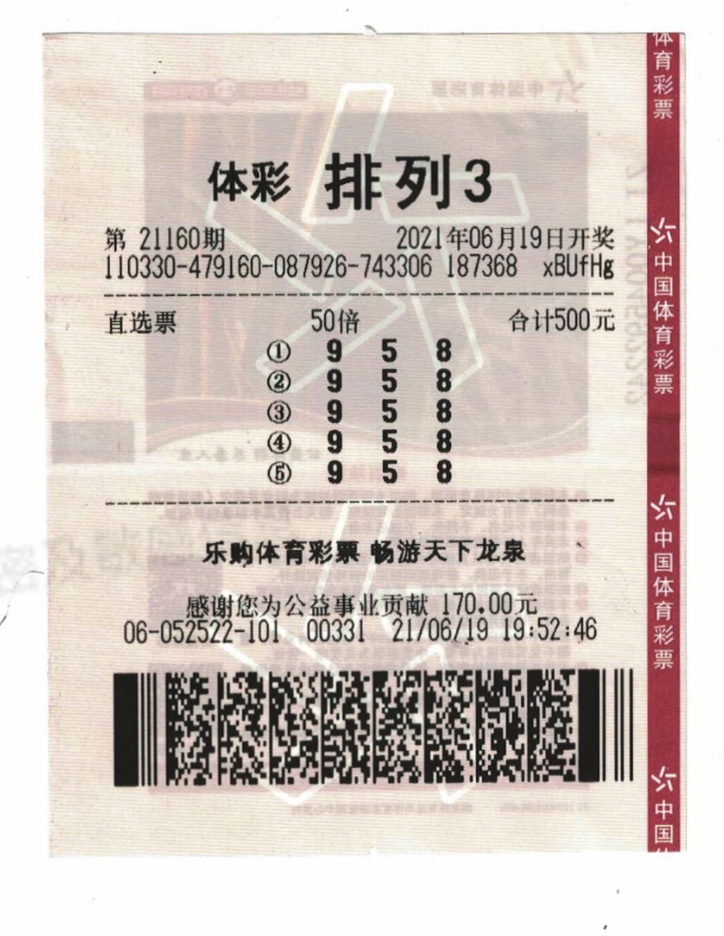 体彩 排列3
第 21160期 2021年06月19日开奖
110330-479160-087926-743306 187368 xBUfHg
直选票 50倍 合计500元
① 9 5 8
② 9 5 8
③ 9 5 8
④ 9 5 8
⑤ 9 5 8
乐购体育彩票 畅游天下龙泉
感谢您为公益事业贡献 170.00元
06-052522-101 00331 21/06/19 19:52:46
体育彩票
中国体育彩票
中国体育彩票
中国